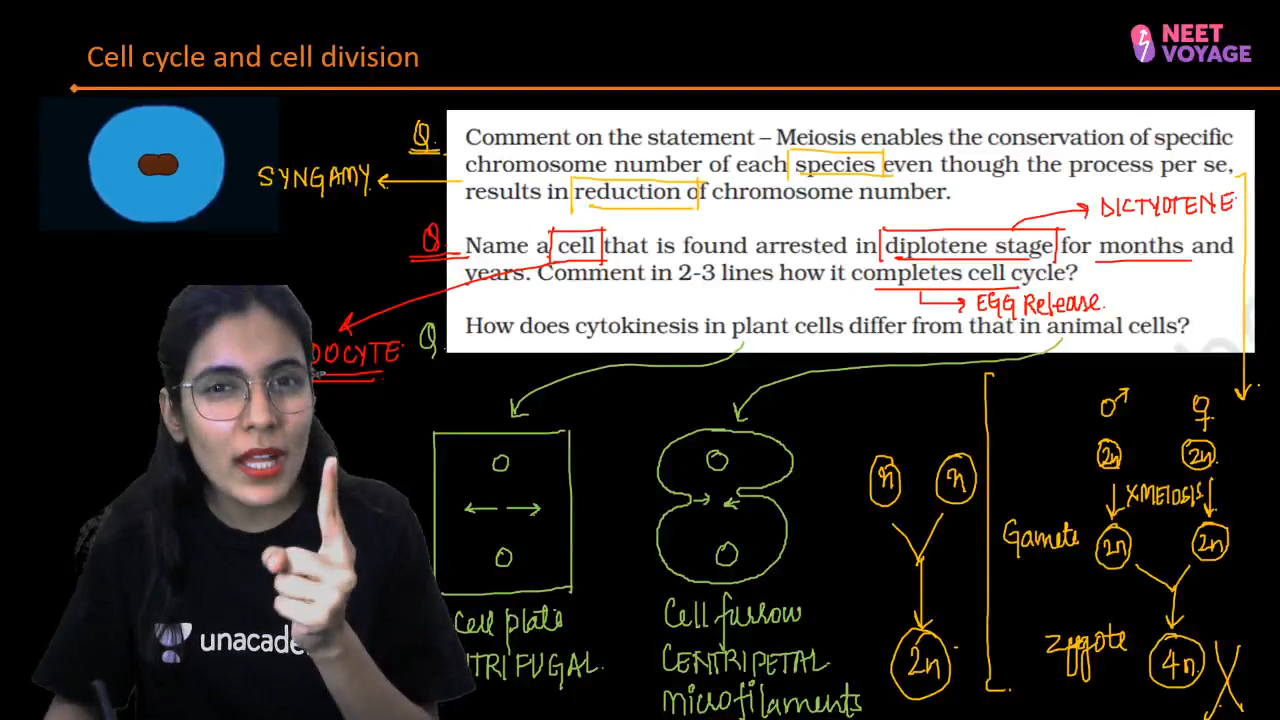 Cell cycle and cell division
NEET
VOYAGE
Q.
Comment on the statement – Meiosis enables the conservation of specific
chromosome number of each species even though the process per se,
results in reduction of chromosome number.
SYNGAMY
DICTYOTENE
Q.
Name a cell that is found arrested in diplotene stage for months and
years. Comment in 2-3 lines how it completes cell cycle?
EGG Release.
Q.
How does cytokinesis in plant cells differ from that in animal cells?
OOCYTE
♂ ♀
2n 2n
n n
X MEIOSIS
Gamete 2n 2n
Cell plate
NTRIFUGAL.
Cell furrow
CENTRIPETAL
microfilaments
2n
zygote 4n
unacade